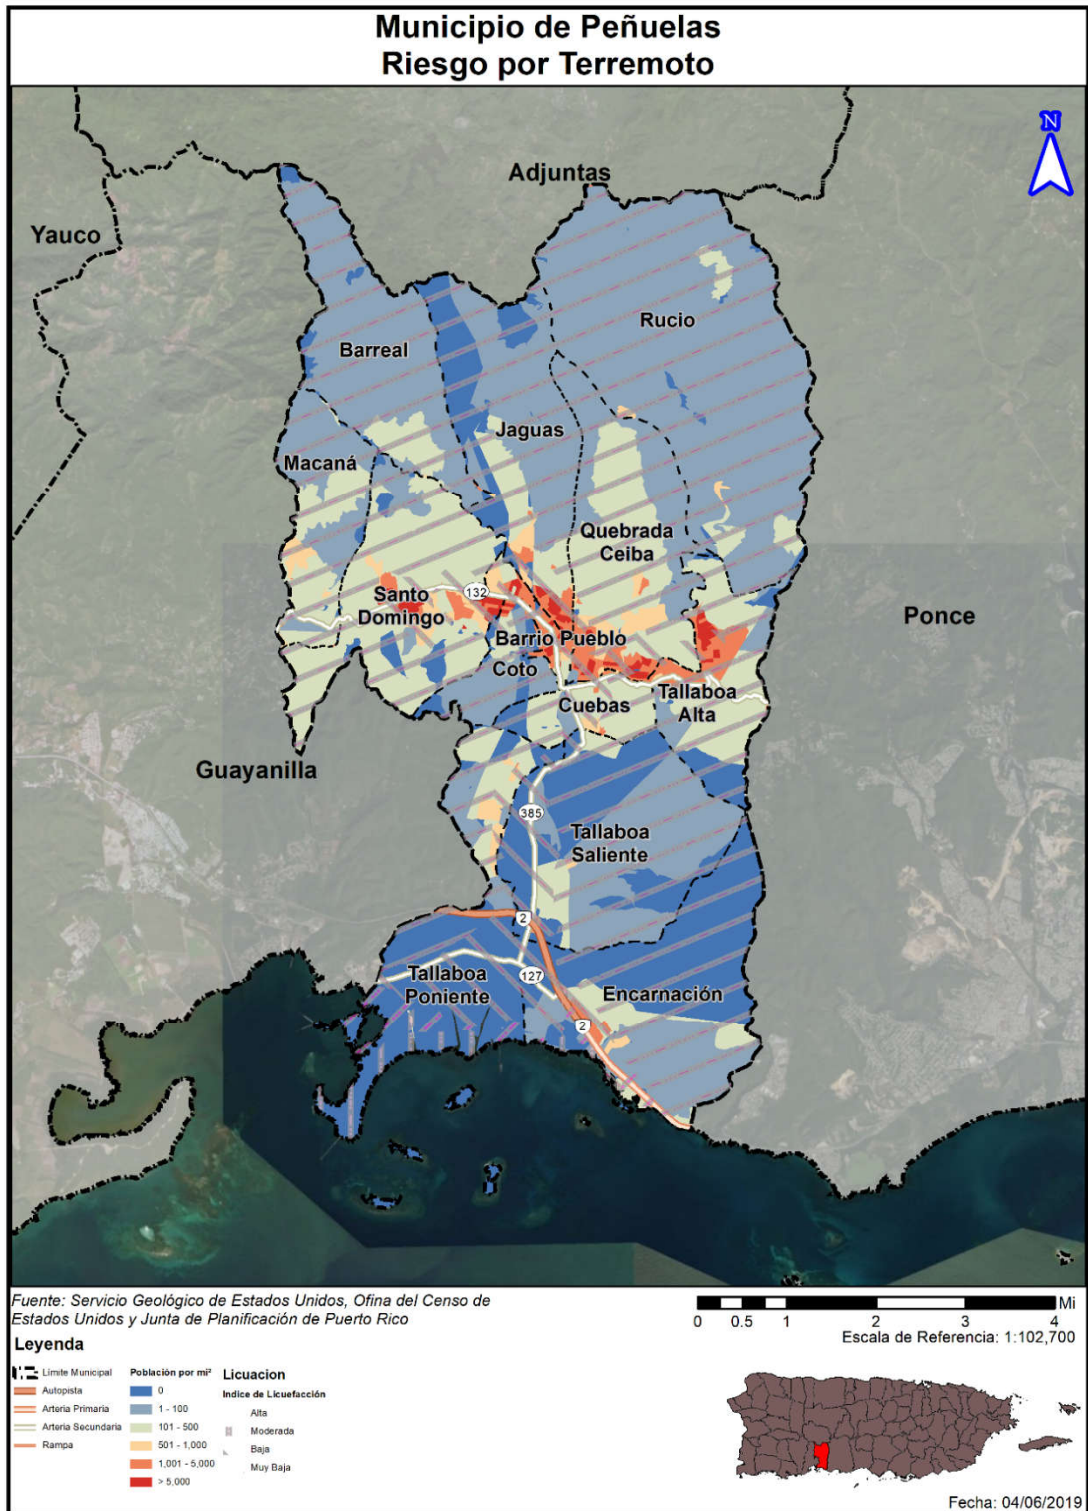 Municipio de Peñuelas
Riesgo por Terremoto
N
Adjuntas
Yauco
Rucio
Barreal
Jaguas
Macaná
Quebrada
Ceiba
Santo
Domingo
132
Ponce
Barrio Pueblo
Coto
Tallaboa
Alta
Cuebas
Guayanilla
385
Tallaboa
Saliente
2
127
Tallaboa
Poniente
Encarnación
2
Fuente: Servicio Geológico de Estados Unidos, Ofina del Censo de
Estados Unidos y Junta de Planificación de Puerto Rico
Mi
0 0.5 1 2 3 4
Escala de Referencia: 1:102,700
Leyenda
Límite Municipal
Autopista
Arteria Primaria
Arteria Secundaria
Rampa
Población por mi²
0
1 - 100
101 - 500
501 - 1,000
1,001 - 5,000
> 5,000
Licuacion
Indice de Licuefacción
Alta
Moderada
Baja
Muy Baja
Fecha: 04/06/2019